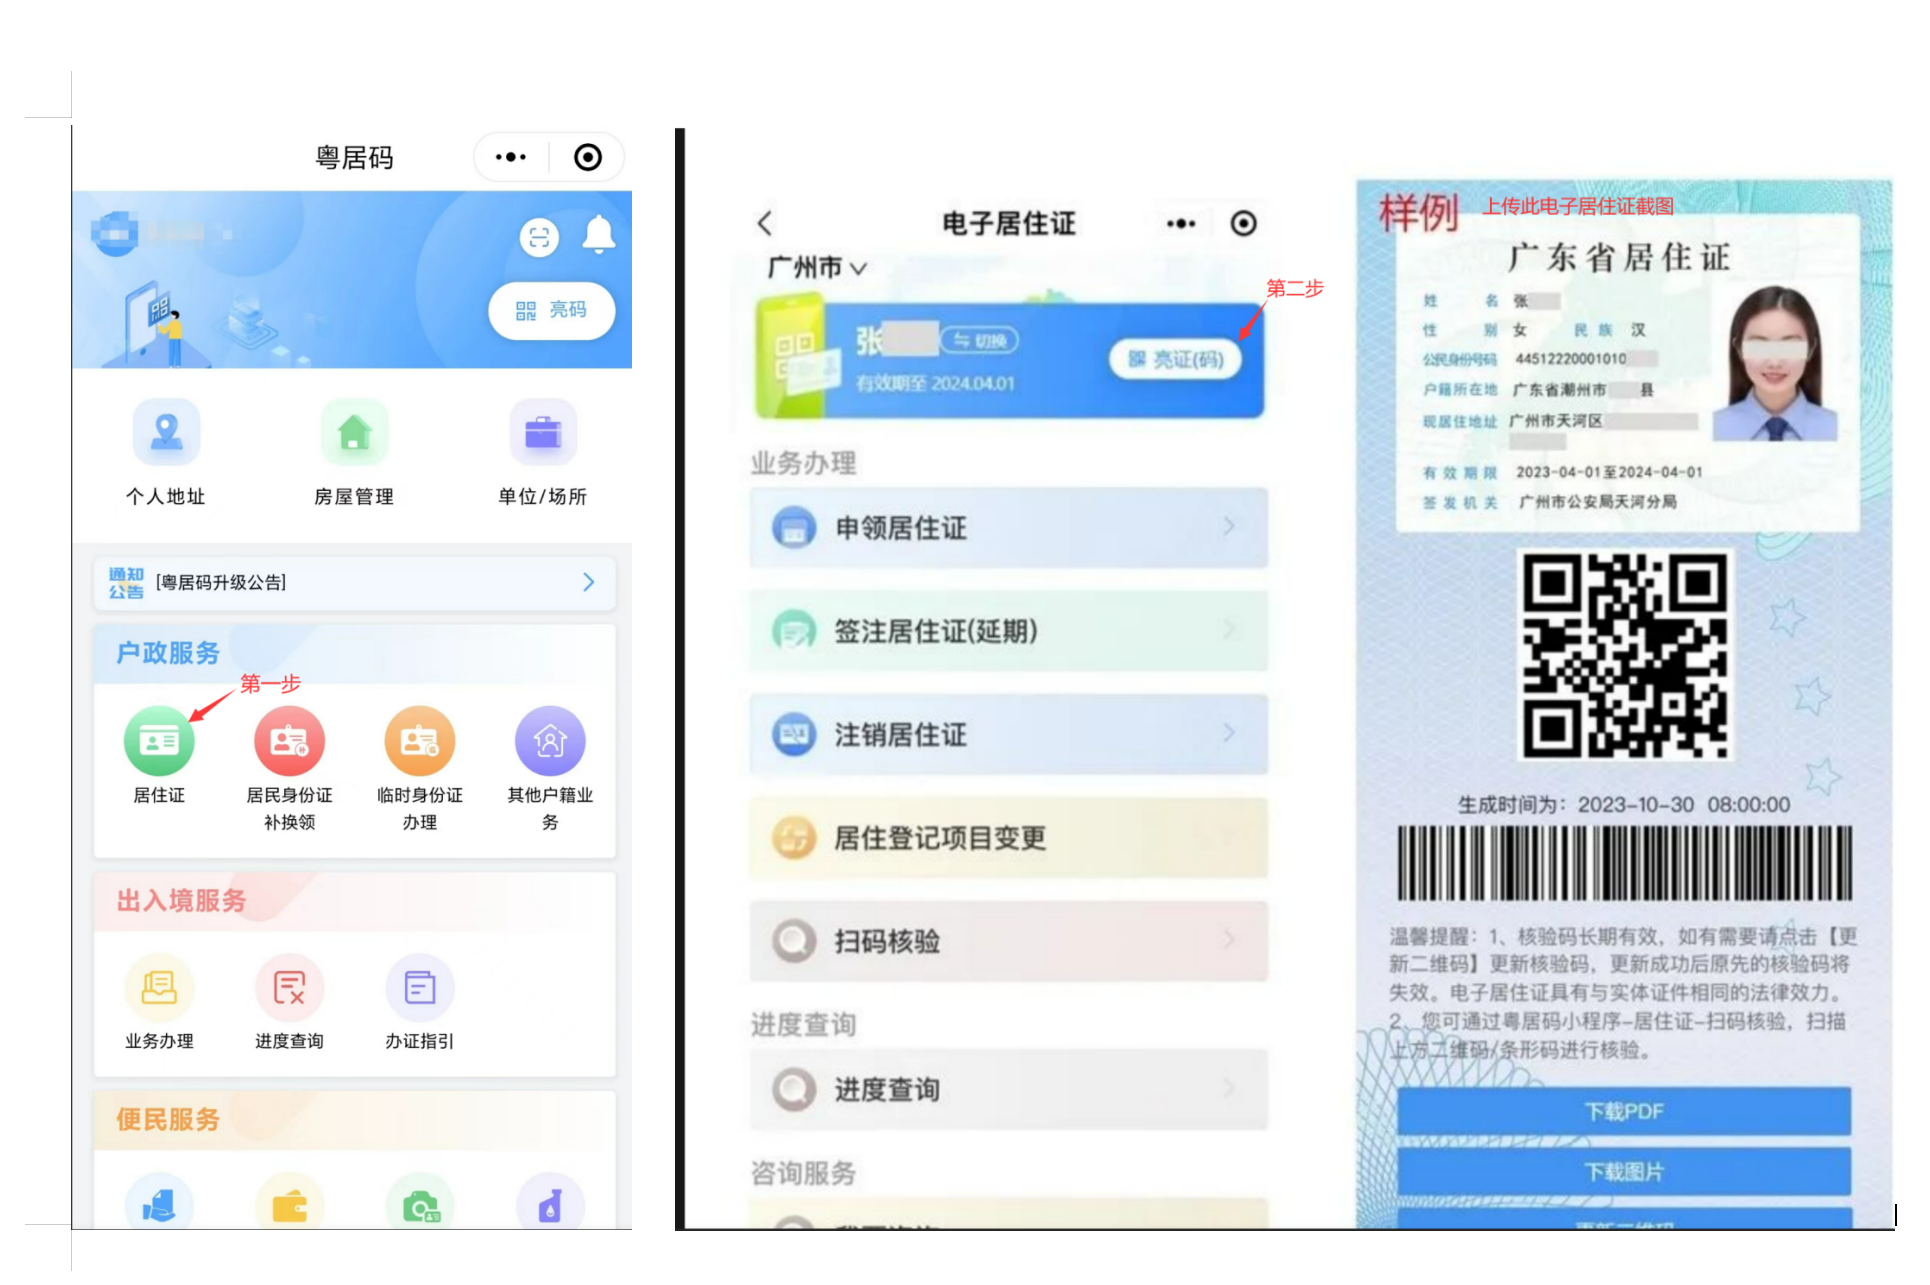 粤居码
亮码
个人地址
房屋管理
单位/场所
通知公告
[粤居码升级公告]
户政服务
第一步
居住证
居民身份证补换领
临时身份证办理
其他户籍业务
出入境服务
业务办理
进度查询
办证指引
便民服务
电子居住证
广州市
第二步
张
切换
有效期至 2024.04.01
亮证(码)
业务办理
申领居住证
签注居住证(延期)
注销居住证
居住登记项目变更
扫码核验
进度查询
进度查询
咨询服务
样例
上传此电子居住证截图
广东省居住证
姓名 张
性别 女 民族 汉
公民身份号码 44512220001010
户籍所在地 广东省潮州市 县
现居住地址 广州市天河区
有效期限 2023-04-01至2024-04-01
签发机关 广州市公安局天河分局
生成时间为：2023-10-30 08:00:00
温馨提醒：1、核验码长期有效，如有需要请点击【更
新二维码】更新核验码，更新成功后原先的核验码将
失效。电子居住证具有与实体证件相同的法律效力。
2、您可通过粤居码小程序-居住证-扫码核验，扫描
上方二维码/条形码进行核验。
下载PDF
下载图片